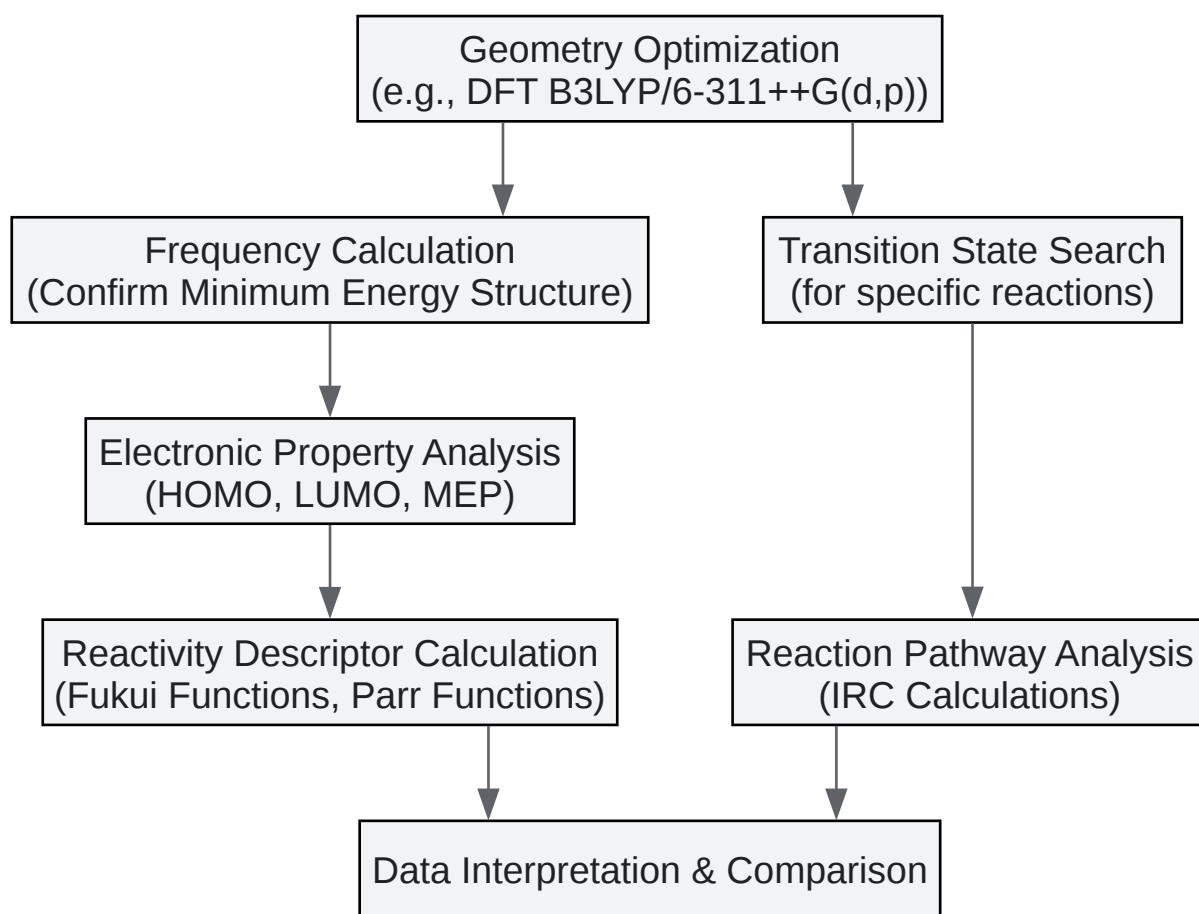 Geometry Optimization
(e.g., DFT B3LYP/6-311++G(d,p))
Frequency Calculation
(Confirm Minimum Energy Structure)
Transition State Search
(for specific reactions)
Electronic Property Analysis
(HOMO, LUMO, MEP)
Reactivity Descriptor Calculation
(Fukui Functions, Parr Functions)
Reaction Pathway Analysis
(IRC Calculations)
Data Interpretation & Comparison